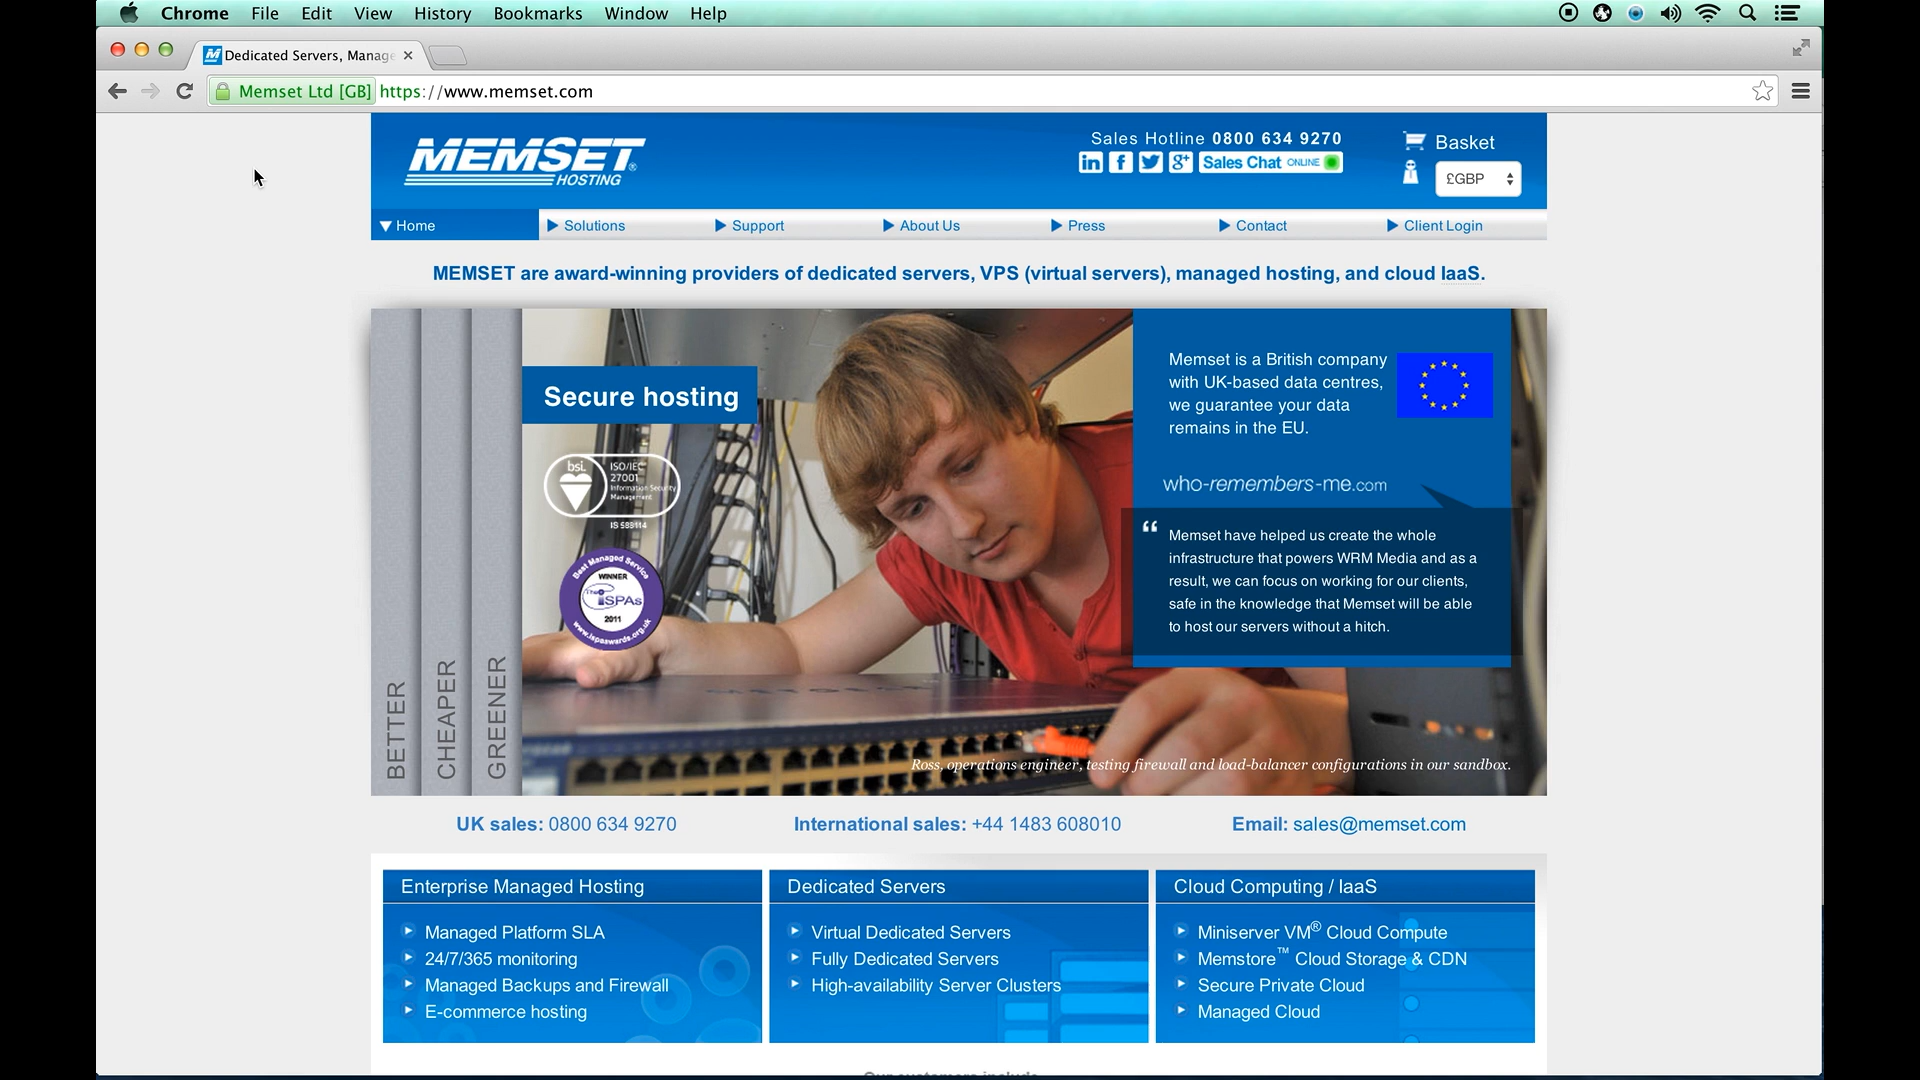 Chrome File Edit View History Bookmarks Window Help
Dedicated Servers, Manage
Memset Ltd [GB] https://www.memset.com
MEMSET
HOSTING
Sales Hotline 0800 634 9270
Sales Chat ONLINE
Basket
£GBP
Home Solutions Support About Us Press Contact Client Login
MEMSET are award-winning providers of dedicated servers, VPS (virtual servers), managed hosting, and cloud IaaS.
BETTER
CHEAPER
GREENER
Secure hosting
bsi.
ISO/IEC
27001
Information Security
Management
IS 583114
Best Managed Service
WINNER
The ISPAs
2011
www.ispaawards.org.uk
Memset is a British company
with UK-based data centres,
we guarantee your data
remains in the EU.
who-remembers-me.com
“ Memset have helped us create the whole
infrastructure that powers WRM Media and as a
result, we can focus on working for our clients,
safe in the knowledge that Memset will be able
to host our servers without a hitch.
Ross, operations engineer, testing firewall and load-balancer configurations in our sandbox.
UK sales: 0800 634 9270 International sales: +44 1483 608010 Email: sales@memset.com
Enterprise Managed Hosting
Managed Platform SLA
24/7/365 monitoring
Managed Backups and Firewall
E-commerce hosting
Dedicated Servers
Virtual Dedicated Servers
Fully Dedicated Servers
High-availability Server Clusters
Cloud Computing / IaaS
Miniserver VM® Cloud Compute
Memstore™ Cloud Storage & CDN
Secure Private Cloud
Managed Cloud
Our customers include